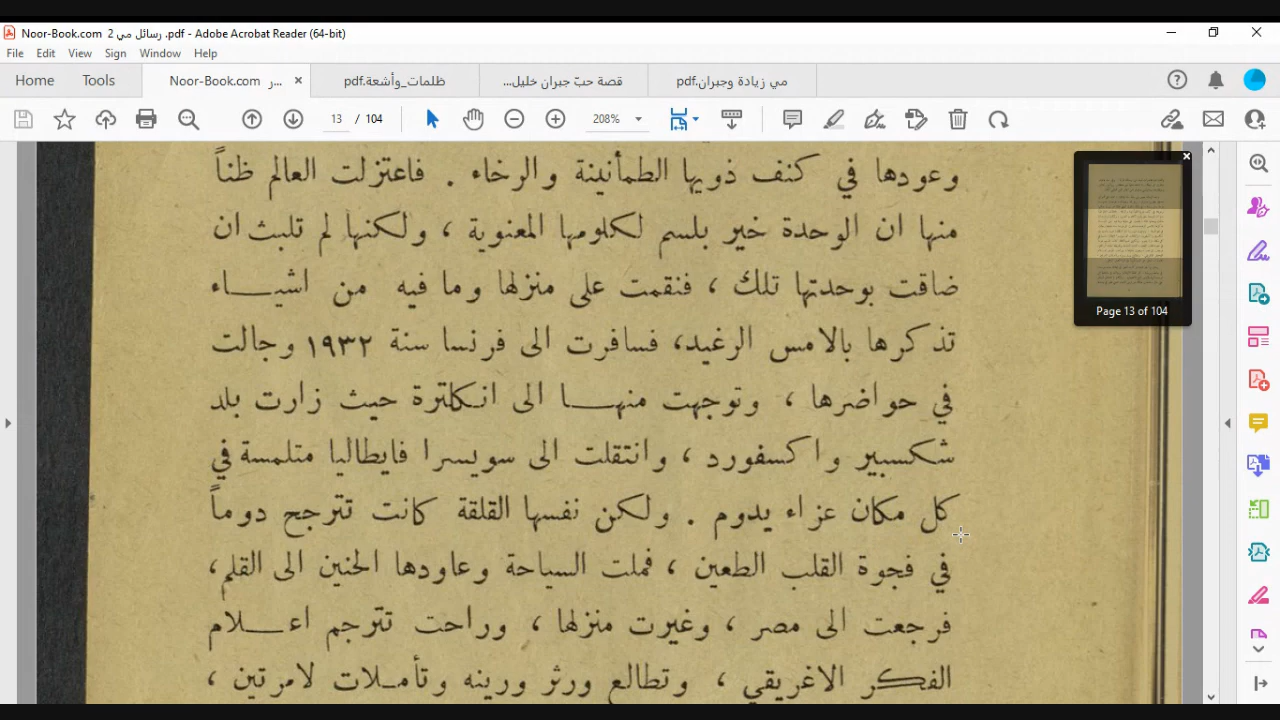 Noor-Book.com رسائل مي 2 .pdf - Adobe Acrobat Reader (64-bit)
File Edit View Window Sign Help
Home Tools Noor-Book.com ر... × ظلمات_وأشعة.pdf قصة حبّ جبران خليل... مي زيادة وجبران.pdf
13 / 104 208%
وعودها في كنف ذويها الطمأنينة والرخاء . فاعتزلت العالم ظناً
منها ان الوحدة خير بلسم لكلومها المعنوية ، ولكنها لم تلبث ان
ضاقت بوحدتها تلك ، فنقمت على منزلها وما فيه من اشيـــاء
تذكرها بالامس الرغيد، فسافرت الى فرنسا سنة ١٩٣٢ وجالت
في حواضرها ، وتوجهت منهـــا الى انكلترة حيث زارت بلد
شكسبير واكسفورد ، وانتقلت الى سويسرا فايطاليا متلمسة في
كل مكان عزاء يدوم . ولكن نفسها القلقة كانت تترجح دوماً
في فجوة القلب الطعين ، فملت السياحة وعاودها الحنين الى القلم،
فرجعت الى مصر ، وغيرت منزلها ، وراحت تترجم اعـــلام
الفكر الاغريقي ، وتطالع ورثر ورينه وتأمـلات لامرتين ،
Page 13 of 104